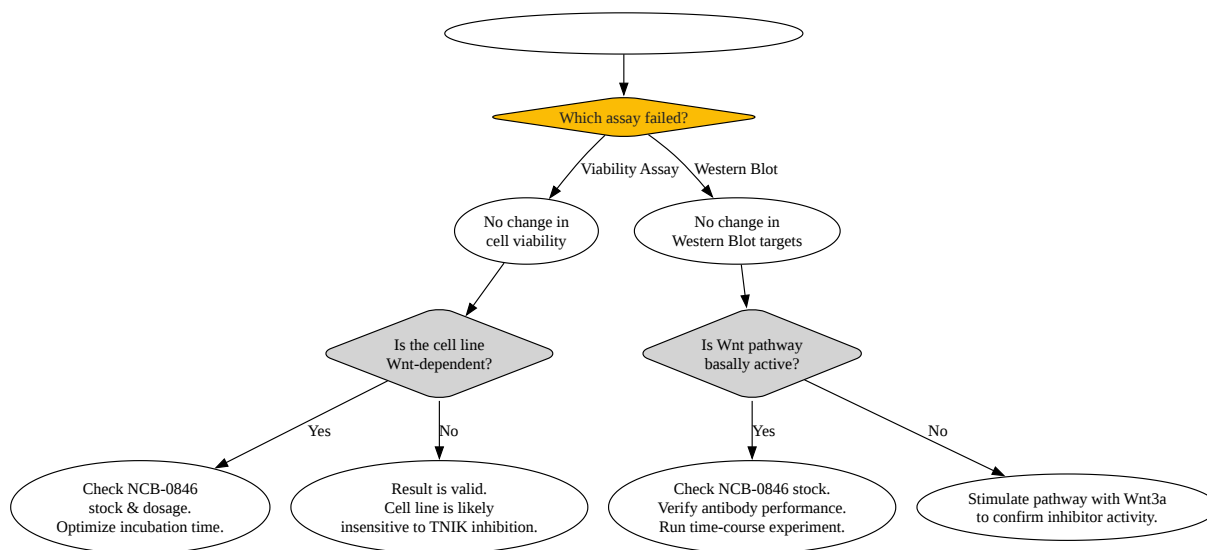 Which assay failed?
Viability Assay
Western Blot
No change in
cell viability
No change in
Western Blot targets
Is the cell line
Wnt-dependent?
Is Wnt pathway
basally active?
Yes
No
Yes
No
Check NCB-0846
stock & dosage.
Optimize incubation time.
Result is valid.
Cell line is likely
insensitive to TNIK inhibition.
Check NCB-0846 stock.
Verify antibody performance.
Run time-course experiment.
Stimulate pathway with Wnt3a
to confirm inhibitor activity.